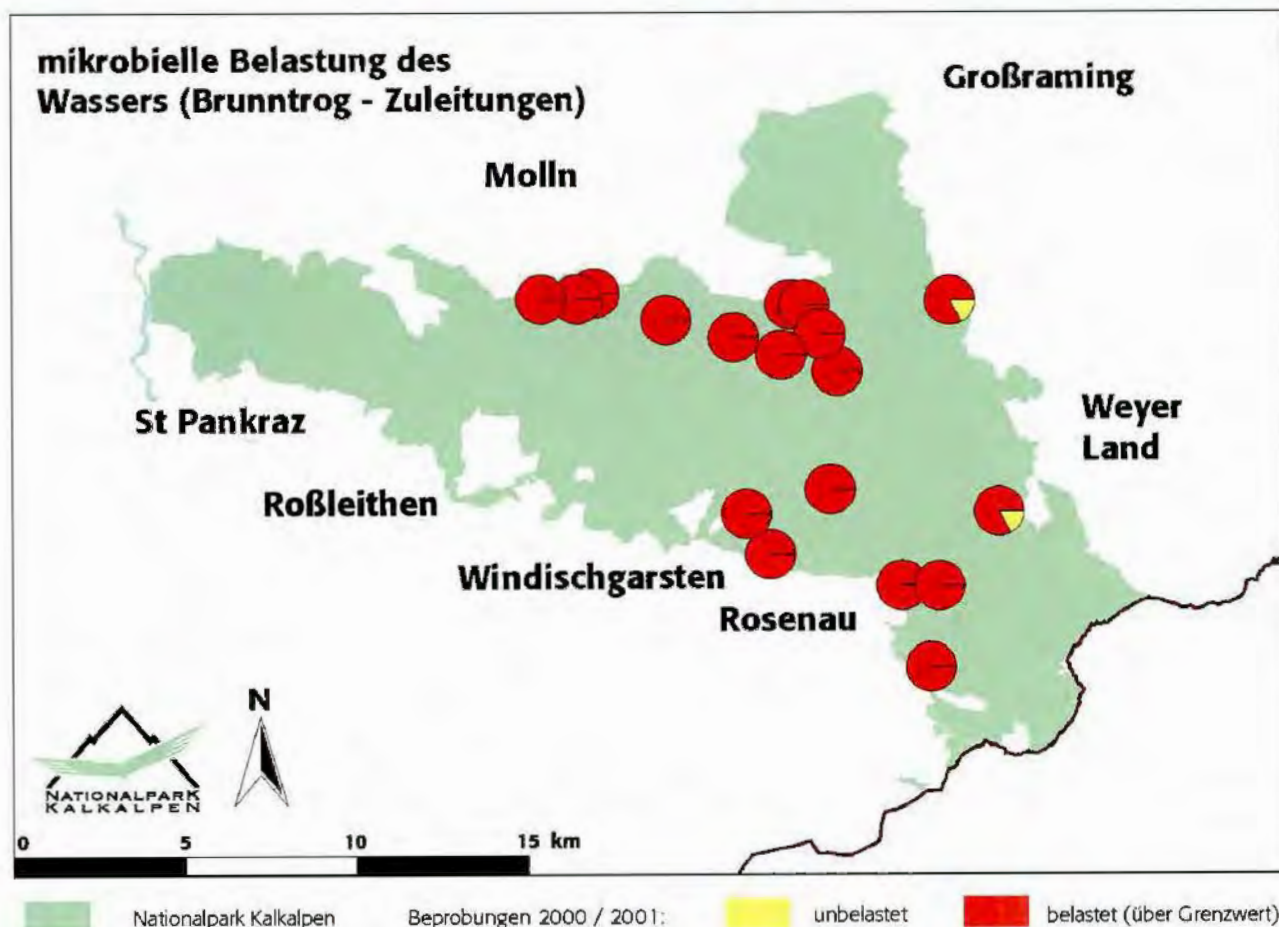 mikrobielle Belastung des
Wassers (Brunntrog - Zuleitungen)
Großraming
Molln
Weyer
Land
St Pankraz
Roßleithen
Windischgarsten
Rosenau
N
NATIONALPARK
KALKALPEN
0 5 10 15 km
Nationalpark Kalkalpen Beprobungen 2000 / 2001: unbelastet belastet (über Grenzwert)